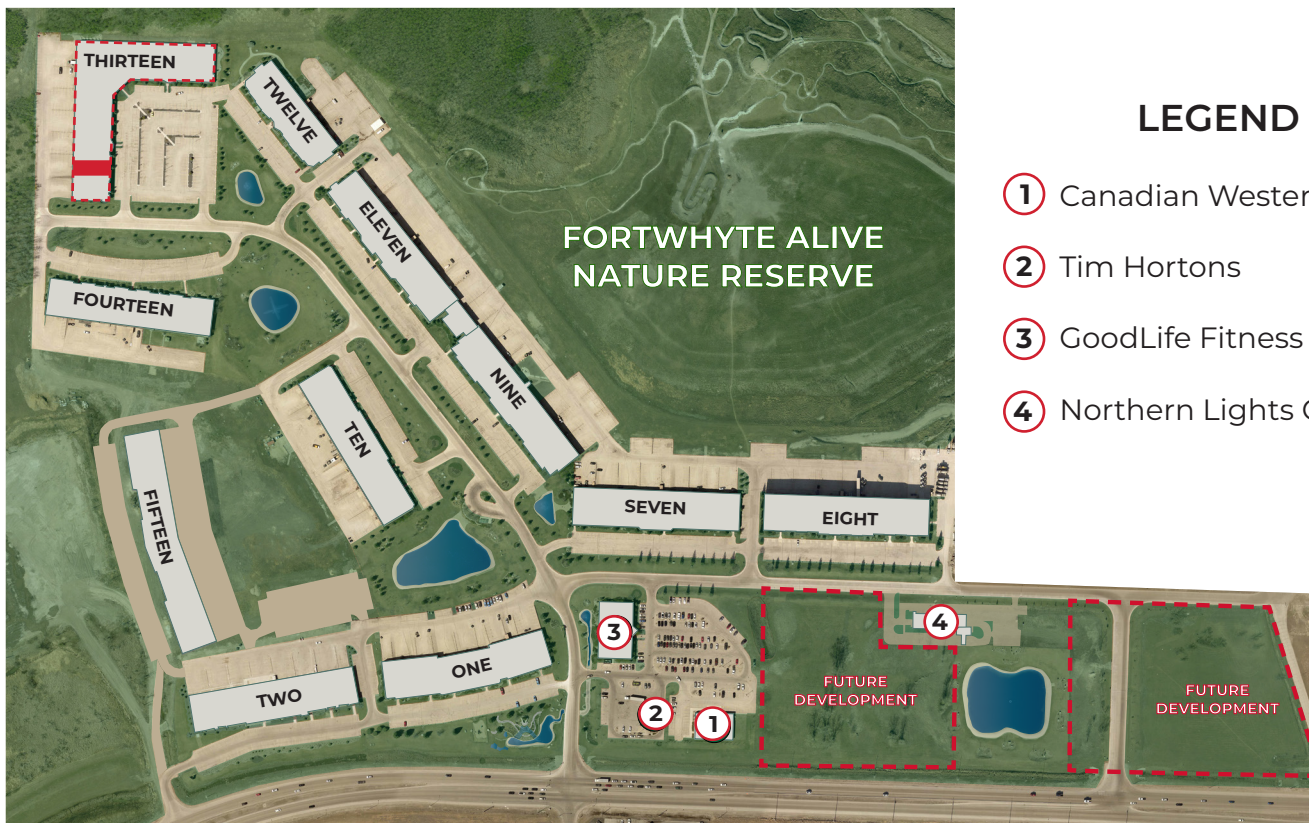 THIRTEEN
TWELVE
ELEVEN
FORTWHYTE ALIVE
NATURE RESERVE
FOURTEEN
NINE
TEN
FIFTEEN
SEVEN
EIGHT
ONE
TWO
3
4
2
1
FUTURE
DEVELOPMENT
FUTURE
DEVELOPMENT
LEGEND
1 Canadian Wester
2 Tim Hortons
3 GoodLife Fitness
4 Northern Lights